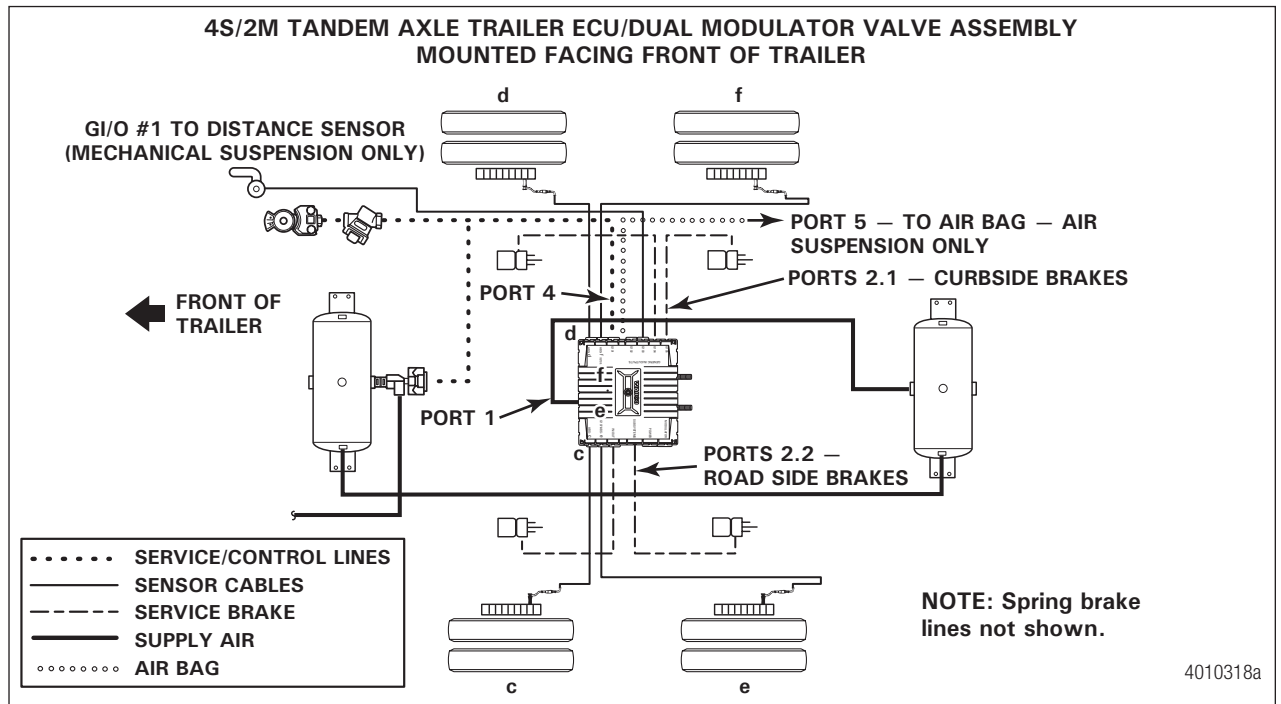 4S/2M TANDEM AXLE TRAILER ECU/DUAL MODULATOR VALVE ASSEMBLY
MOUNTED FACING FRONT OF TRAILER
d
f
GI/O #1 TO DISTANCE SENSOR
(MECHANICAL SUSPENSION ONLY)
PORT 5 — TO AIR BAG — AIR
SUSPENSION ONLY
PORTS 2.1 — CURBSIDE BRAKES
PORT 4
FRONT OF
TRAILER
d
f
e
PORT 1
c
PORTS 2.2 —
ROAD SIDE BRAKES
SERVICE/CONTROL LINES
SENSOR CABLES
SERVICE BRAKE
SUPPLY AIR
AIR BAG
NOTE: Spring brake
lines not shown.
c
e
4010318a